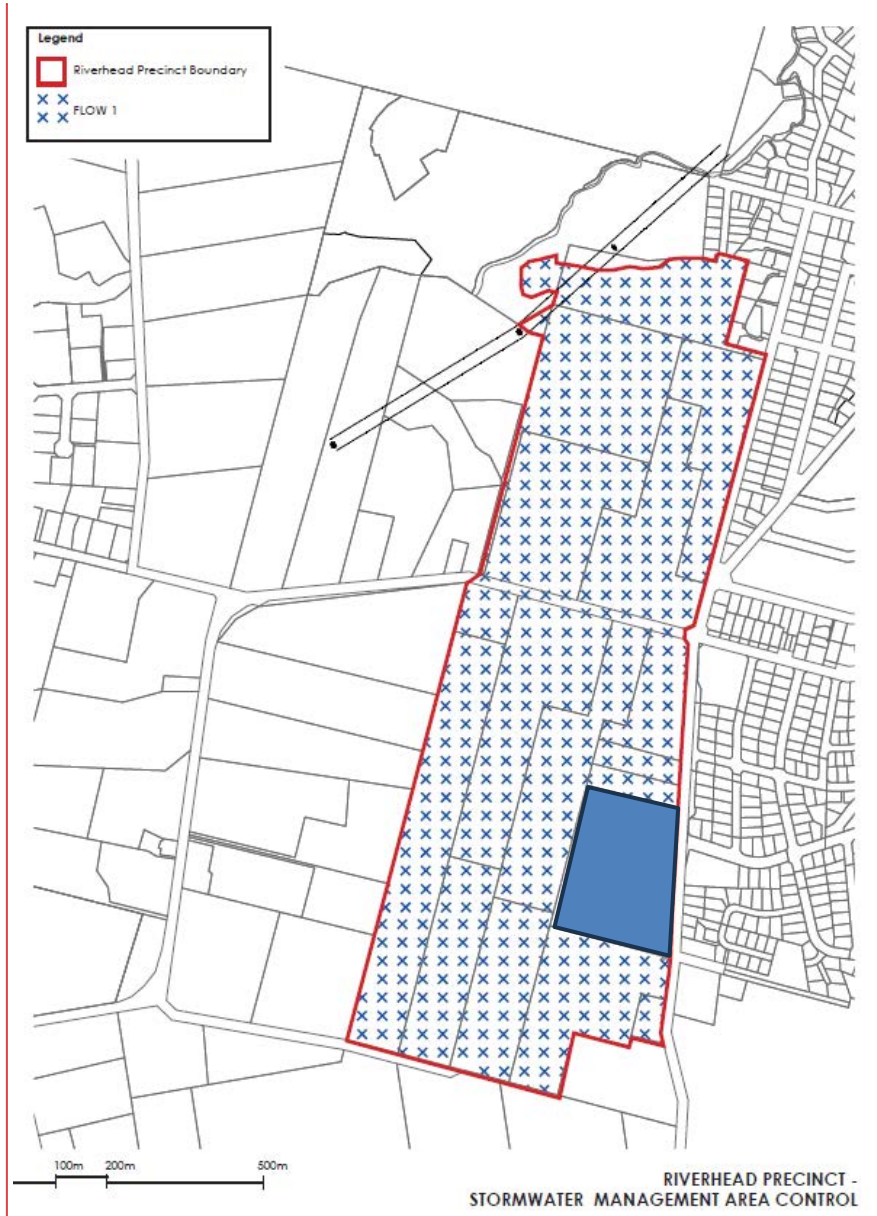 Legend
Riverhead Precinct Boundary
FLOW 1
100m 200m 500m
RIVERHEAD PRECINCT -
STORMWATER MANAGEMENT AREA CONTROL